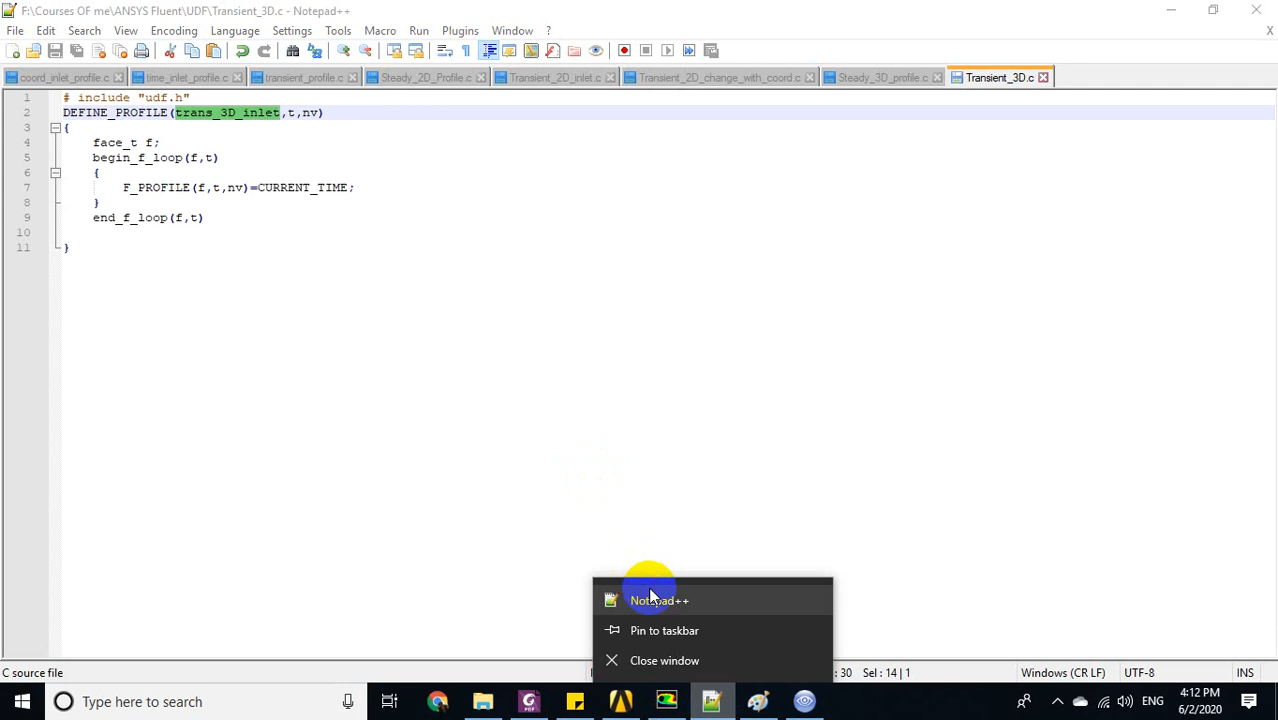 F:\Courses OF me\ANSYS Fluent\UDF\Transient_3D.c - Notepad++
File Edit Search View Encoding Language Settings Tools Macro Run Plugins Window ? X
coord_inlet_profile.c time_inlet_profile.c transient_profile.c Steady_2D_Profile.c Transient_2D_inlet.c Transient_2D_change_with_coord.c Steady_3D_profile.c Transient_3D.c
1 # include "udf.h"
2 DEFINE_PROFILE(trans_3D_inlet,t,nv)
3 {
4 face_t f;
5 begin_f_loop(f,t)
6 {
7 F_PROFILE(f,t,nv)=CURRENT_TIME;
8 }
9 end_f_loop(f,t)
10
11 }
Notepad++
Pin to taskbar
Close window
C source file : 30 Sel : 14 | 1 Windows (CR LF) UTF-8 INS
Type here to search ENG 4:12 PM
6/2/2020